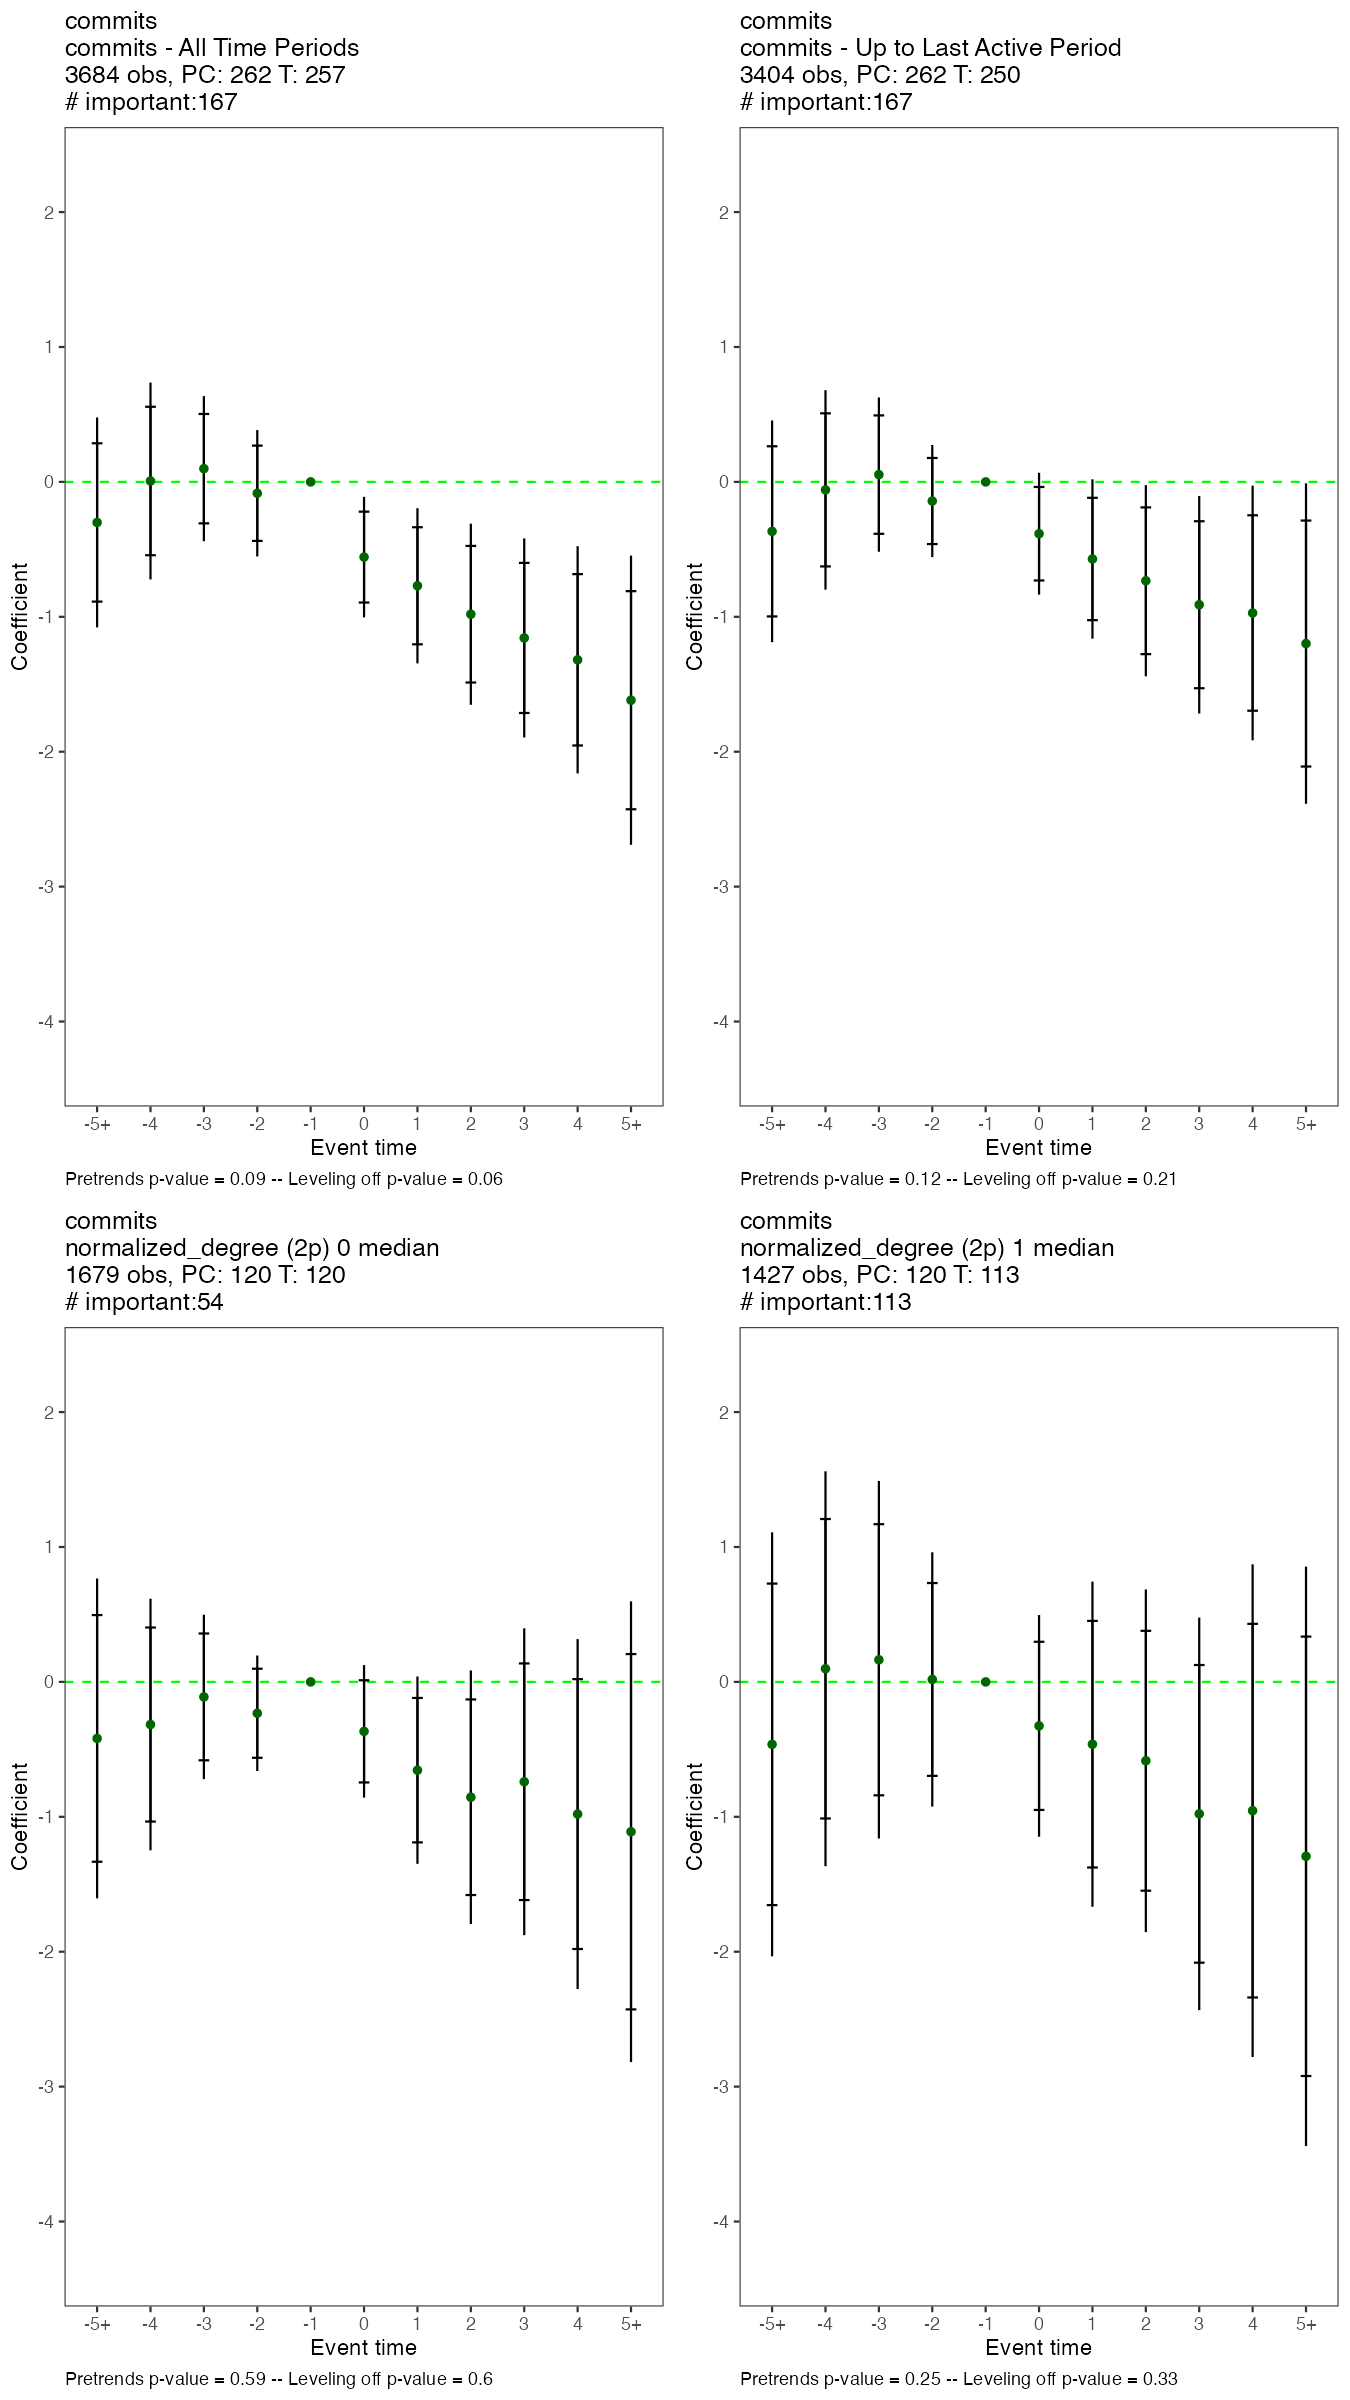 commits
commits - All Time Periods
3684 obs, PC: 262 T: 257
# important:167
2
1
0
-1
-2
-3
-4
Coefficient
-5+ -4 -3 -2 -1 0 1 2 3 4 5+
Event time
Pretrends p-value = 0.09 -- Leveling off p-value = 0.06
commits
commits - Up to Last Active Period
3404 obs, PC: 262 T: 250
# important:167
2
1
0
-1
-2
-3
-4
Coefficient
-5+ -4 -3 -2 -1 0 1 2 3 4 5+
Event time
Pretrends p-value = 0.12 -- Leveling off p-value = 0.21
commits
normalized_degree (2p) 0 median
1679 obs, PC: 120 T: 120
# important:54
2
1
0
-1
-2
-3
-4
Coefficient
-5+ -4 -3 -2 -1 0 1 2 3 4 5+
Event time
Pretrends p-value = 0.59 -- Leveling off p-value = 0.6
commits
normalized_degree (2p) 1 median
1427 obs, PC: 120 T: 113
# important:113
2
1
0
-1
-2
-3
-4
Coefficient
-5+ -4 -3 -2 -1 0 1 2 3 4 5+
Event time
Pretrends p-value = 0.25 -- Leveling off p-value = 0.33